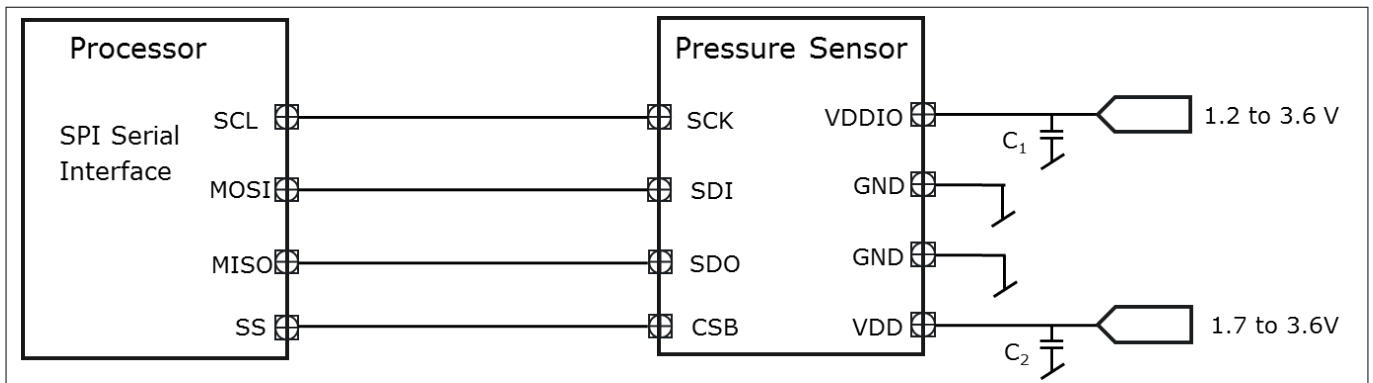 Processor
SPI Serial
Interface
SCL
MOSI
MISO
SS
Pressure Sensor
SCK
SDI
SDO
CSB
VDDIO
GND
GND
VDD
C1
C2
1.2 to 3.6 V
1.7 to 3.6V